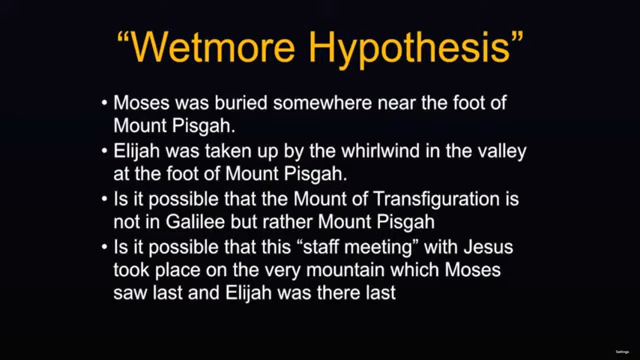 “Wetmore Hypothesis”
• Moses was buried somewhere near the foot of
Mount Pisgah.
• Elijah was taken up by the whirlwind in the valley
at the foot of Mount Pisgah.
• Is it possible that the Mount of Transfiguration is
not in Galilee but rather Mount Pisgah
• Is it possible that this “staff meeting” with Jesus
took place on the very mountain which Moses
saw last and Elijah was there last
Settings